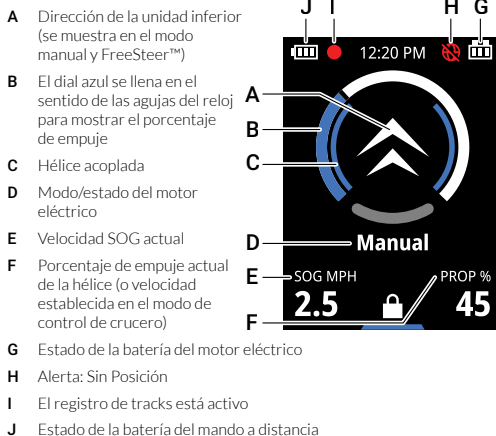 A Dirección de la unidad inferior
(se muestra en el modo
manual y FreeSteer™)
B El dial azul se llena en el
sentido de las agujas del reloj
para mostrar el porcentaje
de empuje
C Hélice acoplada
D Modo/estado del motor
eléctrico
E Velocidad SOG actual
F Porcentaje de empuje actual
de la hélice (o velocidad
establecida en el modo de
control de crucero)
G Estado de la batería del motor eléctrico
H Alerta: Sin Posición
I El registro de tracks está activo
J Estado de la batería del mando a distancia
J I H G
12:20 PM
A
B
C
D Manual
E SOG MPH PROP %
2.5 45
F